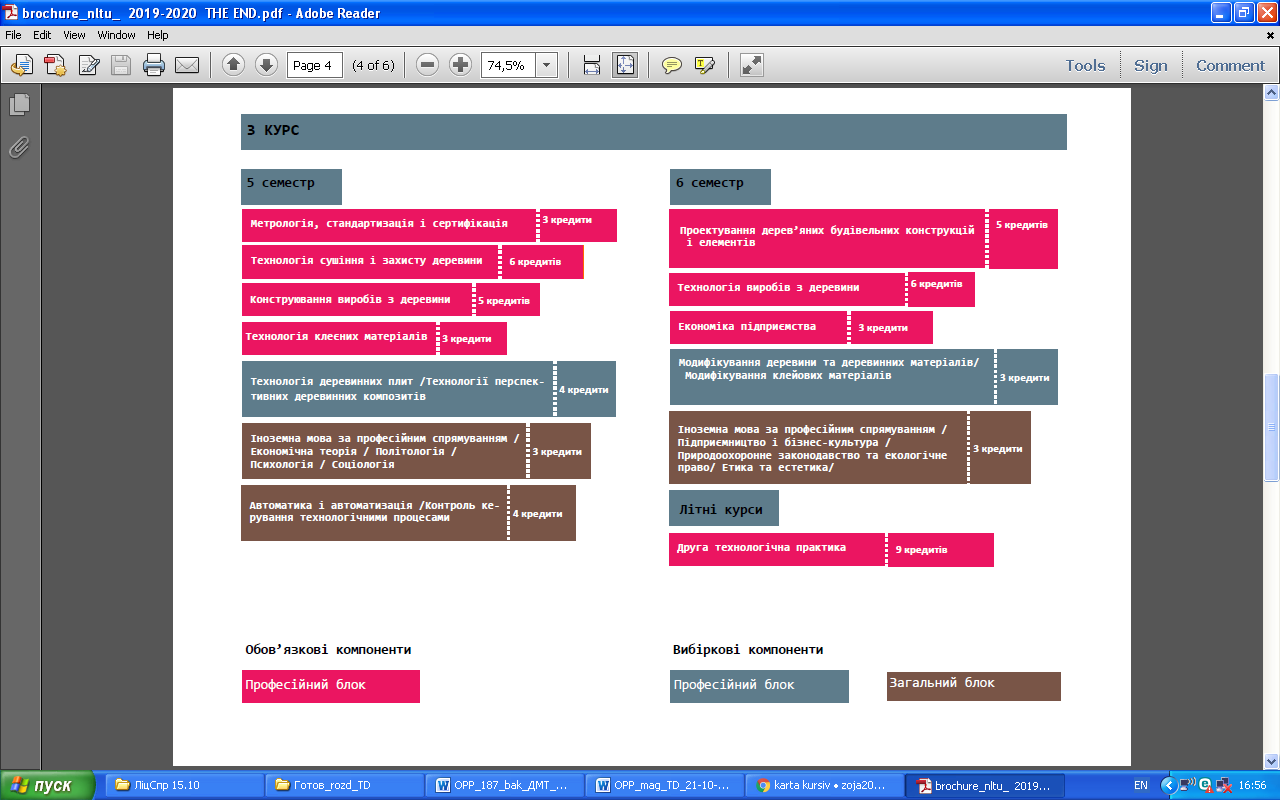 brochure_nltu_  2019-2020  THE END.pdf - Adobe Reader
File Edit View Window Help
Page 4 (4 of 6) 74,5% Tools Sign Comment
3 КУРС
5 семестр
Метрологія, стандартизація і сертифікація 3 кредити
Технологія сушіння і захисту деревини 6 кредитів
Конструювання виробів з деревини 5 кредитів
Технологія клеєних матеріалів 3 кредити
Технологія деревинних плит /Технології перспек-
тивних деревинних композитів
4 кредити
Іноземна мова за професійним спрямуванням /
Економічна теорія / Політологія /
Психологія / Соціологія
3 кредити
Автоматика і автоматизація /Контроль ке-
рування технологічними процесами
4 кредити
6 семестр
Проектування дерев’яних будівельних конструкцій
і елементів
5 кредитів
Технологія виробів з деревини 6 кредитів
Економіка підприємства 3 кредити
Модифікування деревини та деревинних матеріалів/
Модифікування клейових матеріалів
3 кредити
Іноземна мова за професійним спрямуванням /
Підприємництво і бізнес-культура /
Природоохоронне законодавство та екологічне
право/ Етика та естетика/
3 кредити
Літні курси
Друга технологічна практика 9 кредитів
Обов’язкові компоненти
Професійний блок
Вибіркові компоненти
Професійний блок Загальний блок
пуск ЛіцСпр 15.10 Готов_rozd_TD OPP_187_bak_ДМТ_... OPP_mag_TD_21-10-... karta kursiv • zoja20... brochure_nltu_ 2019... EN 16:56